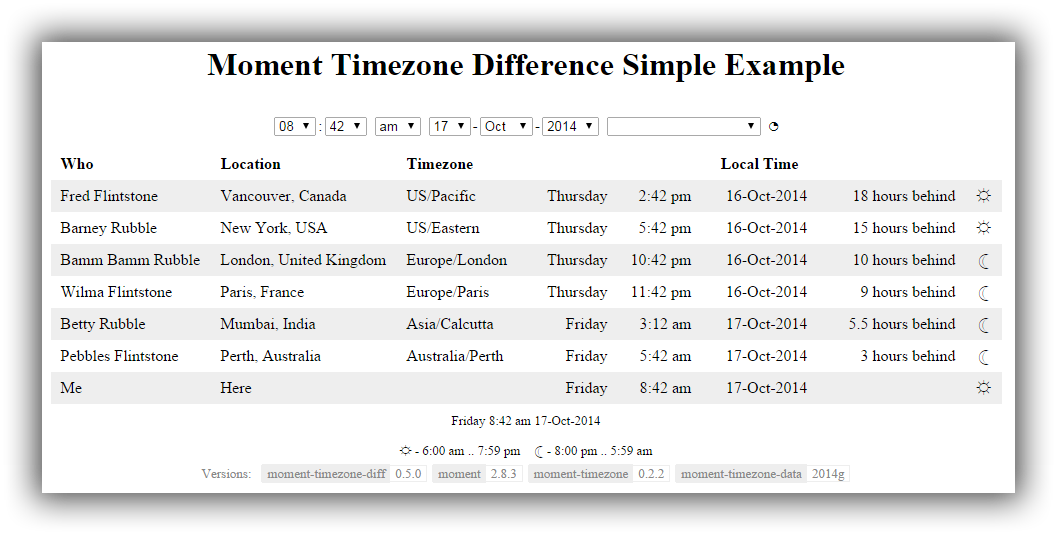 Moment Timezone Difference Simple Example
08 : 42 am 17 - Oct - 2014
Who Location Timezone Local Time
Fred Flintstone Vancouver, Canada US/Pacific Thursday 2:42 pm 16-Oct-2014 18 hours behind
Barney Rubble New York, USA US/Eastern Thursday 5:42 pm 16-Oct-2014 15 hours behind
Bamm Bamm Rubble London, United Kingdom Europe/London Thursday 10:42 pm 16-Oct-2014 10 hours behind
Wilma Flintstone Paris, France Europe/Paris Thursday 11:42 pm 16-Oct-2014 9 hours behind
Betty Rubble Mumbai, India Asia/Calcutta Friday 3:12 am 17-Oct-2014 5.5 hours behind
Pebbles Flintstone Perth, Australia Australia/Perth Friday 5:42 am 17-Oct-2014 3 hours behind
Me Here Friday 8:42 am 17-Oct-2014
Friday 8:42 am 17-Oct-2014
- 6:00 am .. 7:59 pm - 8:00 pm .. 5:59 am
Versions: moment-timezone-diff 0.5.0 moment 2.8.3 moment-timezone 0.2.2 moment-timezone-data 2014g